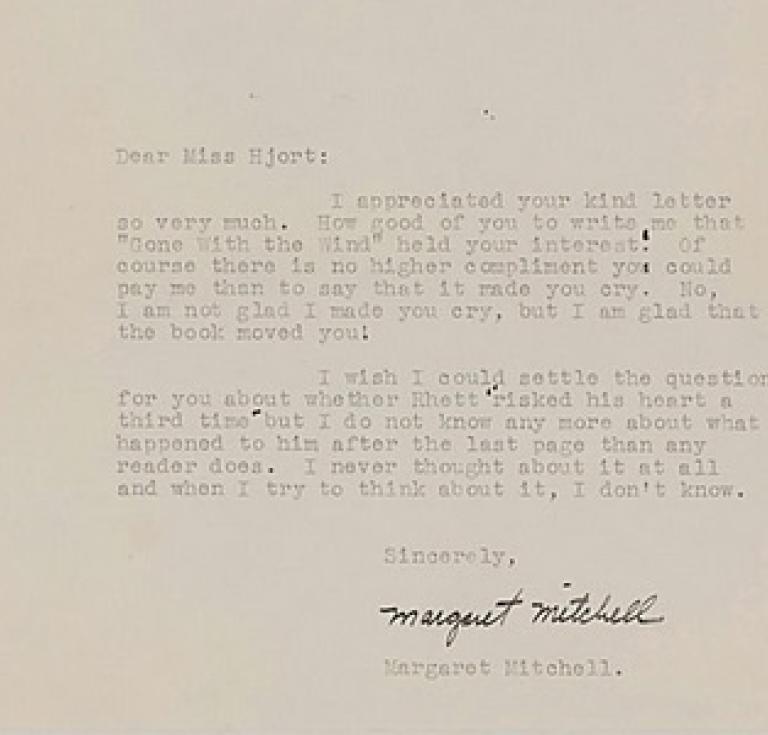 Dear Miss Hjort:
I appreciated your kind letter
so very much. How good of you to write me that
"Gone With the Wind" held your interest! Of
course there is no higher compliment you could
pay me than to say that it made you cry. No,
I am not glad I made you cry, but I am glad that
the book moved you!
I wish I could settle the question
for you about whether Rhett "risked his heart a
third time" but I do not know any more about what
happened to him after the last page than any
reader does. I never thought about it at all
and when I try to think about it, I don't know.
Sincerely,
Margaret Mitchell
Margaret Mitchell.